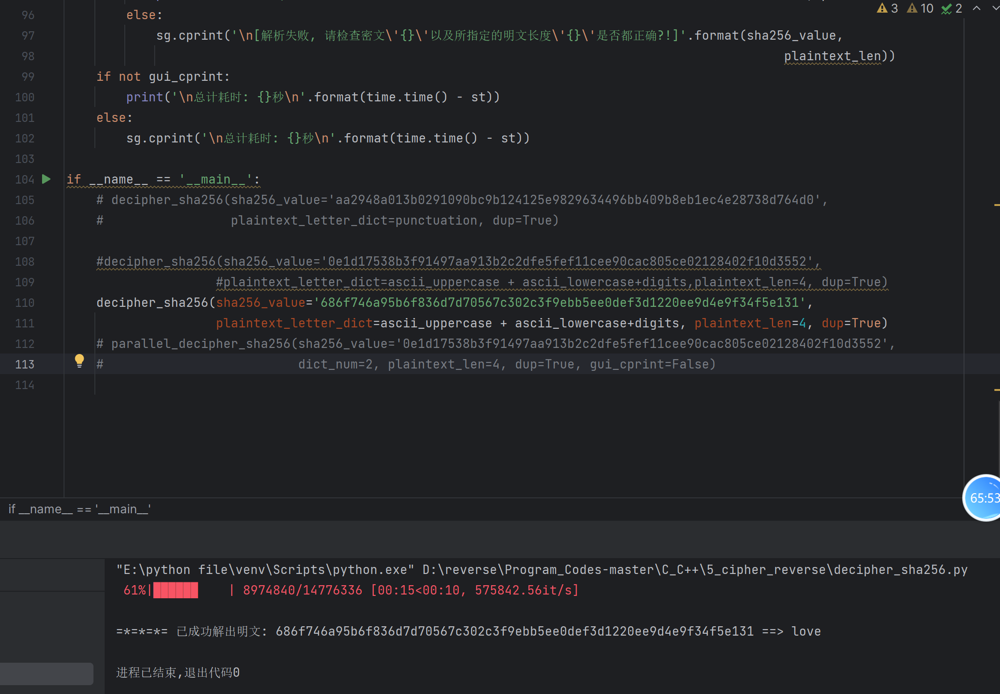 3 10 2
96 else:
97 sg.cprint('\n[解析失败, 请检查密文\'{}\'以及所指定的明文长度\'{}\'是否都正确?!]'.format(sha256_value,
98 plaintext_len))
99 if not gui_cprint:
100 print('\n总计耗时: {}秒\n'.format(time.time() - st))
101 else:
102 sg.cprint('\n总计耗时: {}秒\n'.format(time.time() - st))
103
104 if __name__ == '__main__':
105 # decipher_sha256(sha256_value='aa2948a013b0291090bc9b124125e9829634496bb409b8eb1ec4e28738d764d0',
106 # plaintext_letter_dict=punctuation, dup=True)
107
108 #decipher_sha256(sha256_value='0e1d17538b3f91497aa913b2c2dfe5fef11cee90cac805ce02128402f10d3552',
109 #plaintext_letter_dict=ascii_uppercase + ascii_lowercase+digits,plaintext_len=4, dup=True)
110 decipher_sha256(sha256_value='686f746a95b6f836d7d70567c302c3f9ebb5ee0def3d1220ee9d4e9f34f5e131',
111 plaintext_letter_dict=ascii_uppercase + ascii_lowercase+digits, plaintext_len=4, dup=True)
112 # parallel_decipher_sha256(sha256_value='0e1d17538b3f91497aa913b2c2dfe5fef11cee90cac805ce02128402f10d3552',
113 # dict_num=2, plaintext_len=4, dup=True, gui_cprint=False)
114
65:53
if __name__ == '__main__'
"E:\python file\venv\Scripts\python.exe" D:\reverse\Program_Codes-master\C_C++\5_cipher_reverse\decipher_sha256.py
61%|██████    | 8974840/14776336 [00:15<00:10, 575842.56it/s]
=*=*=*= 已成功解出明文: 686f746a95b6f836d7d70567c302c3f9ebb5ee0def3d1220ee9d4e9f34f5e131 ==> love
进程已结束,退出代码0